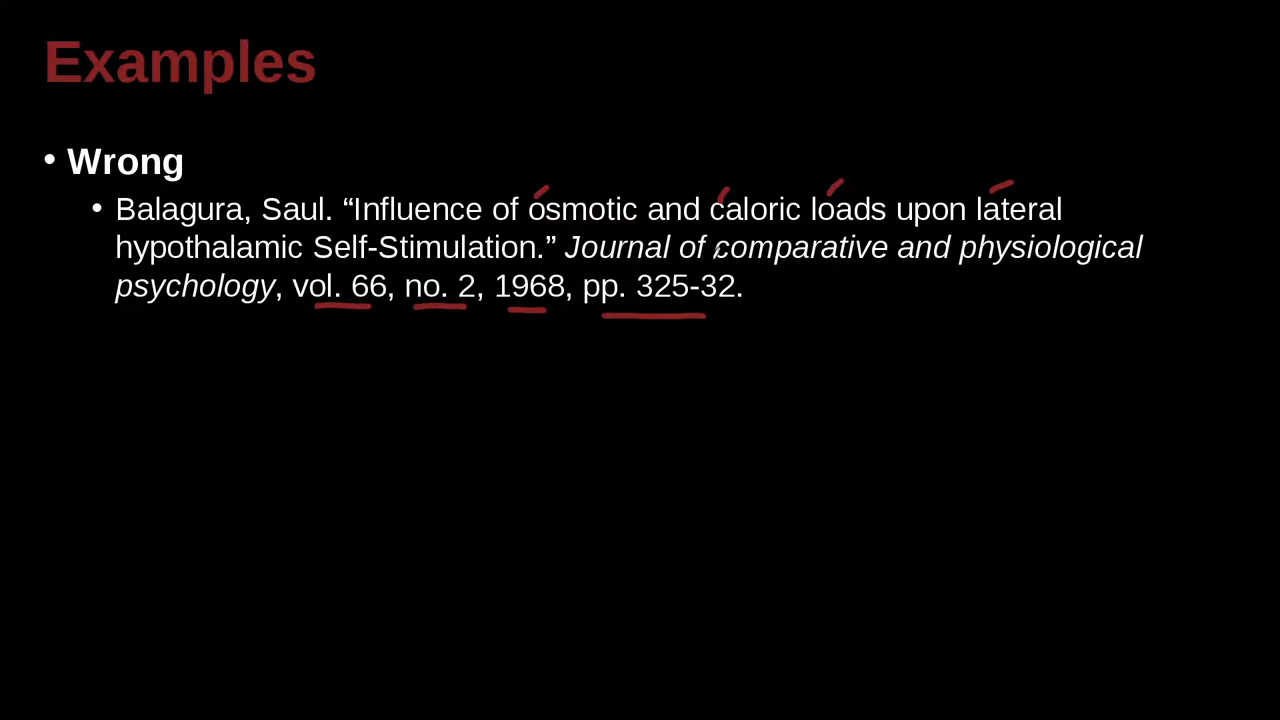 Examples
• Wrong
• Balagura, Saul. “Influence of osmotic and caloric loads upon lateral
hypothalamic Self-Stimulation.” Journal of comparative and physiological
psychology, vol. 66, no. 2, 1968, pp. 325-32.